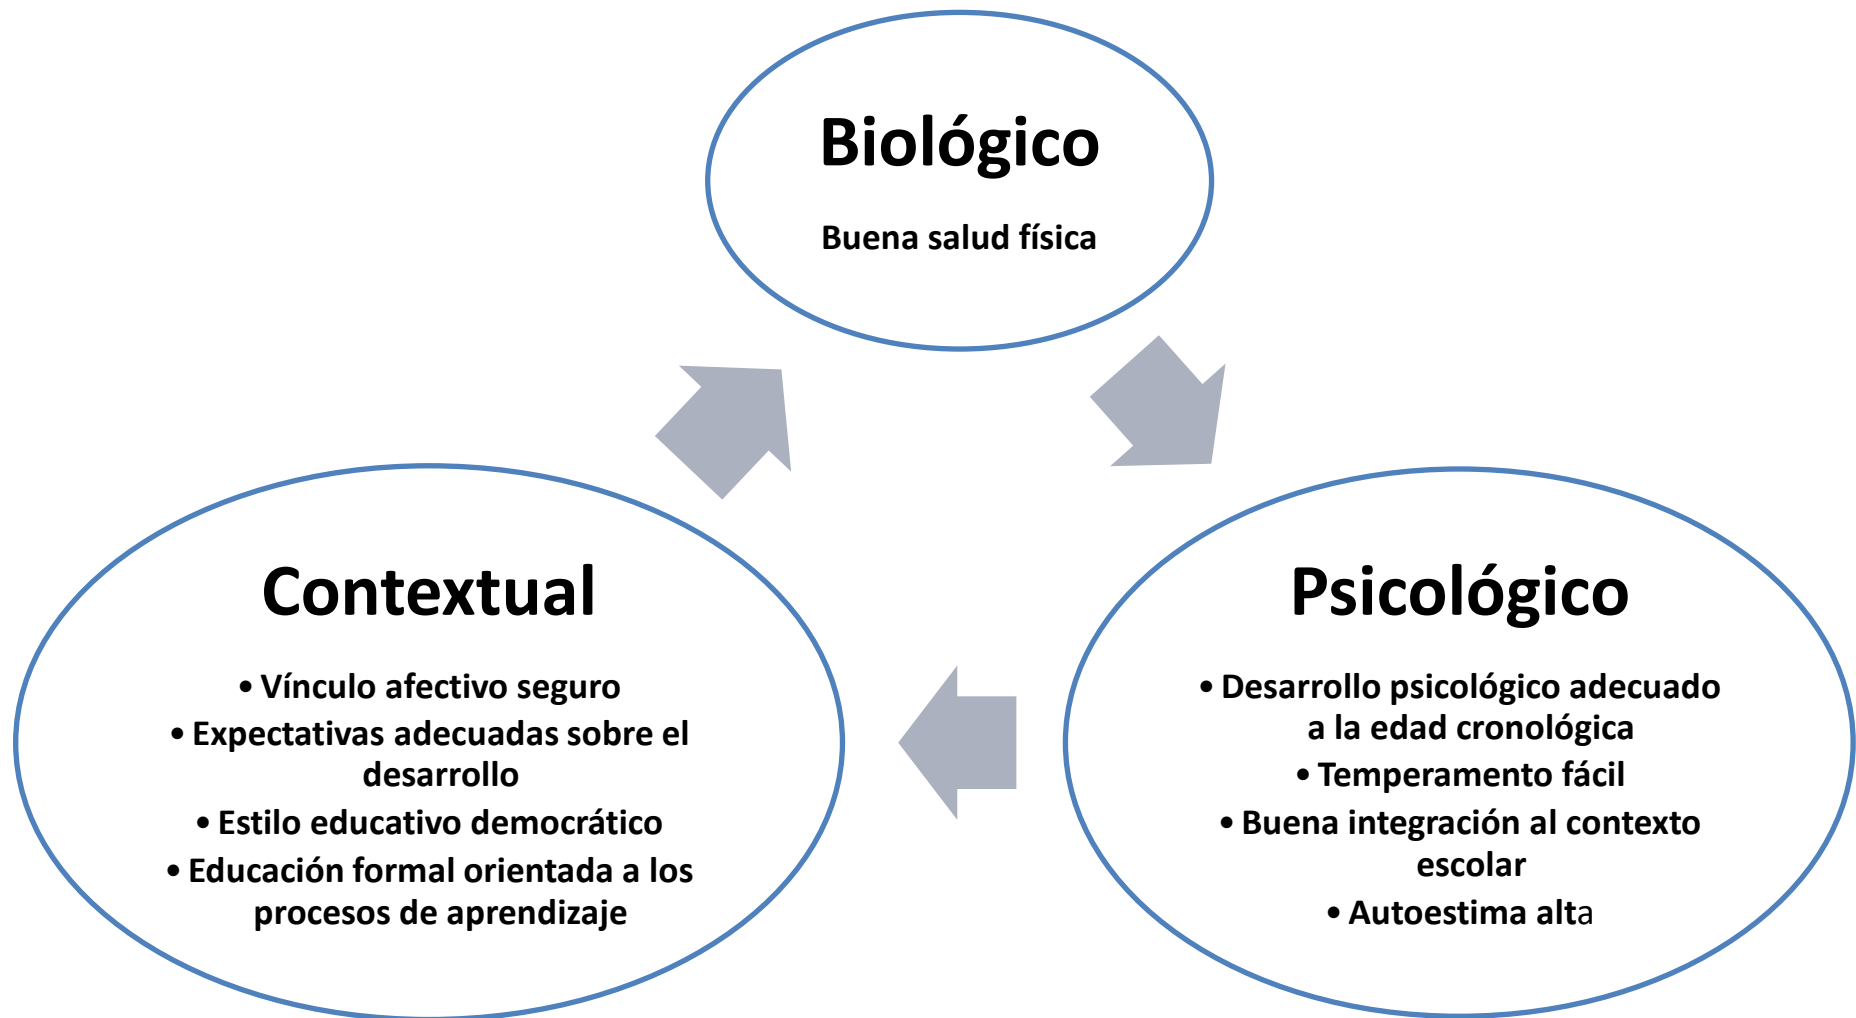 Biológico
Buena salud física
Contextual
• Vínculo afectivo seguro
• Expectativas adecuadas sobre el
desarrollo
• Estilo educativo democrático
• Educación formal orientada a los
procesos de aprendizaje
Psicológico
• Desarrollo psicológico adecuado
a la edad cronológica
• Temperamento fácil
• Buena integración al contexto
escolar
• Autoestima alta